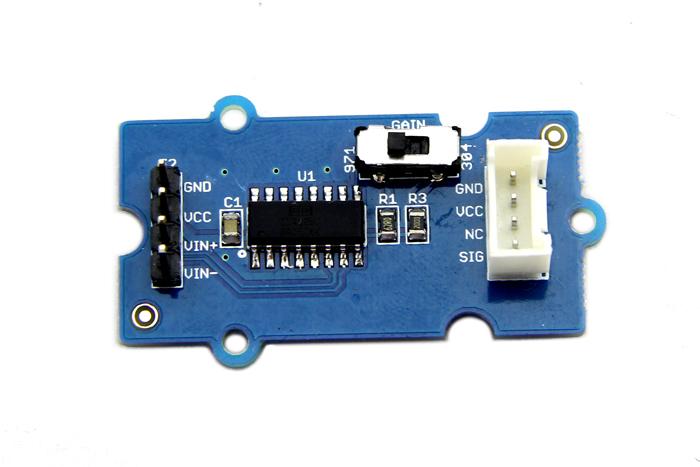 GAIN
971
304
U1
GND
VCC
VIN+
VIN-
C1
R1
R3
GND
VCC
NC
SIG